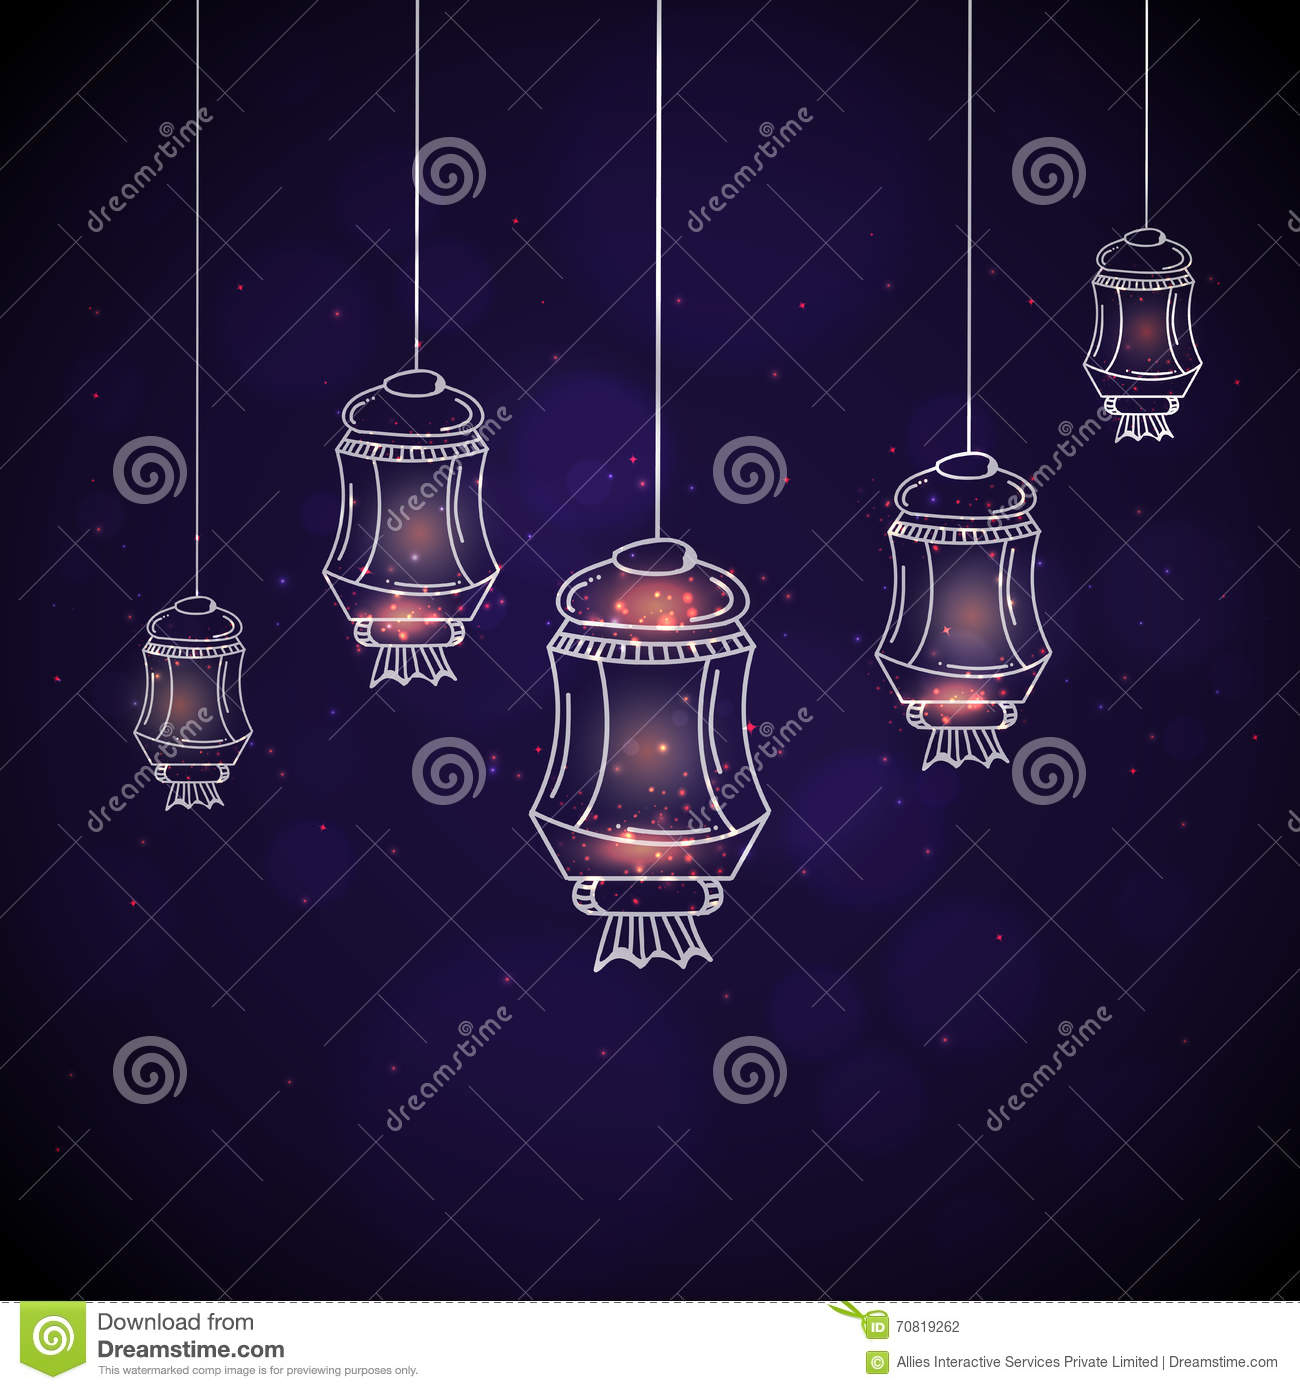 dreamstime
dreamstime
dreamstime
dreamstime
dreamstime
dreamstime
dreamstime
dreamstime
dreamstime
Download from
Dreamstime.com
This watermarked comp image is for previewing purposes only.
ID 70819262
© Allies Interactive Services Private Limited | Dreamstime.com